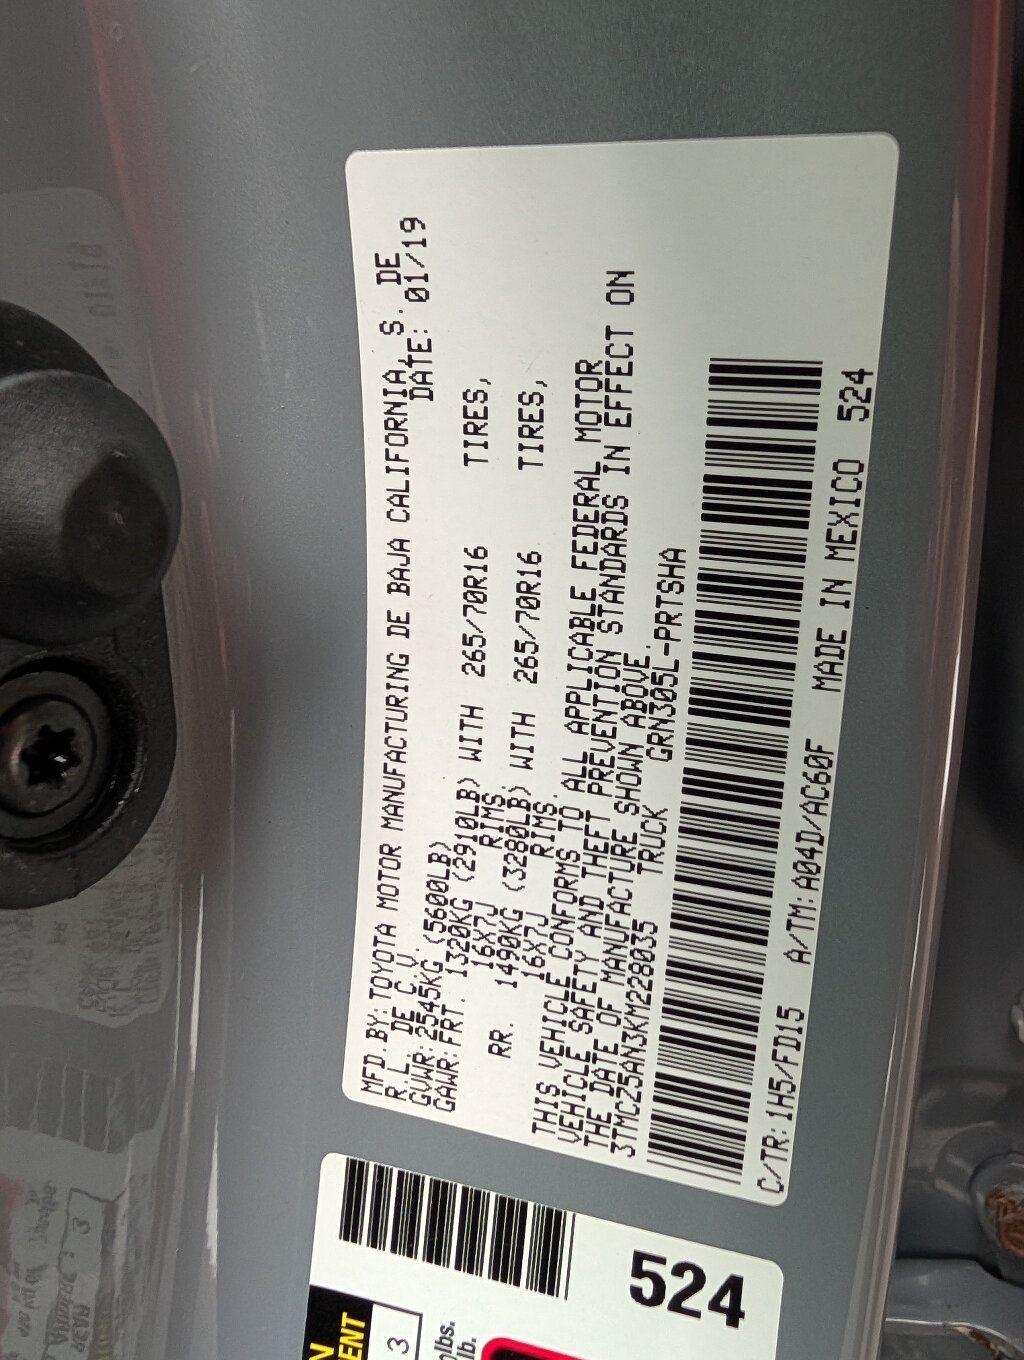 MFD.BY:TOYOTA MOTOR MANUFACTURING DE BAJA CALIFORNIA, S. DE
R.L. DE C.V. DATE: 01/19
GVWR:2545KG(5600LB)
GAWR:FRT. 1320KG (2910LB) WITH 265/70R16 TIRES,
16X7J RIMS,
RR. 1490KG (3280LB) WITH 265/70R16 TIRES,
16X7J RIMS.
THIS VEHICLE CONFORMS TO ALL APPLICABLE FEDERAL MOTOR
VEHICLE SAFETY AND THEFT PREVENTION STANDARDS IN EFFECT ON
THE DATE OF MANUFACTURE SHOWN ABOVE.
3TMCZ5AN3KM228035 TRUCK GRN305L-PRTSHA
C/TR:1H5/FD15 A/TM:A04D/AC60F MADE IN MEXICO 524
524
3
lb.